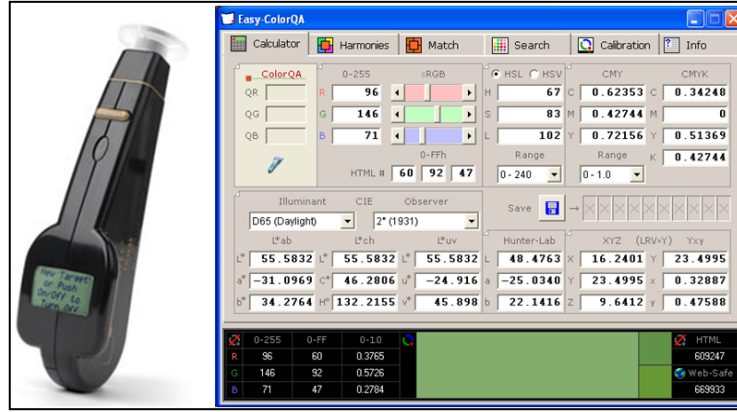 New Target
or Push
On/Off to
Turn Off
Easy-ColorQA
Calculator Harmonies Match Search Calibration Info
ColorQA 0-255 sRGB HSL HSV CMY CMYK
QR R 96 H 67 C 0.62353 C 0.34248
QG G 146 S 83 M 0.42744 M 0
QB B 71 L 102 Y 0.72156 Y 0.51369
0-FFh Range Range K 0.42744
HTML # 60 92 47 0 - 240 0 - 1.0
Illuminant CIE Observer Save
D65 (Daylight) 2° (1931)
L*ab L*ch L*uv Hunter-Lab XYZ (LRV=Y) Yxy
L* 55.5832 L* 55.5832 L* 55.5832 L 48.4763 X 16.2401 Y 23.4995
a* -31.0969 C* 46.2806 u* -24.916 a -25.0340 Y 23.4995 x 0.32887
b* 34.2764 H° 132.2155 v* 45.898 b 22.1416 Z 9.6412 y 0.47588
0-255 0-FF 0-1.0 HTML
R 96 60 0.3765 609247
G 146 92 0.5726 Web-Safe
B 71 47 0.2784 669933